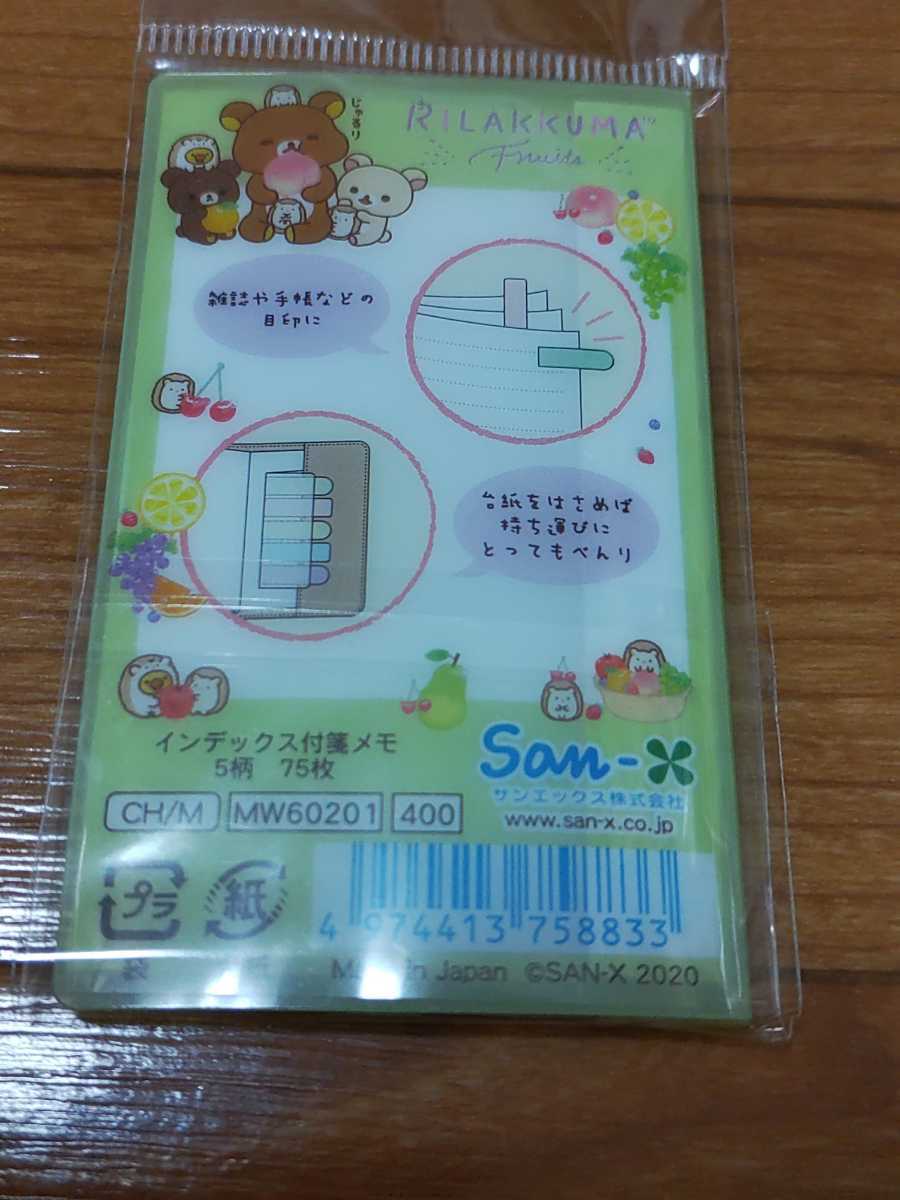 じゅるり
RILAKKUMA™
Fruits
雑誌や手帳などの
目印に
台紙をはさめば
持ち運びに
とってもべんり
インデックス付箋メモ
5柄 75枚
San-X
サンエックス株式会社
CH/M MW60201 400
www.san-x.co.jp
プラ 紙
袋
4 974413 758833
Made in Japan ©SAN-X 2020